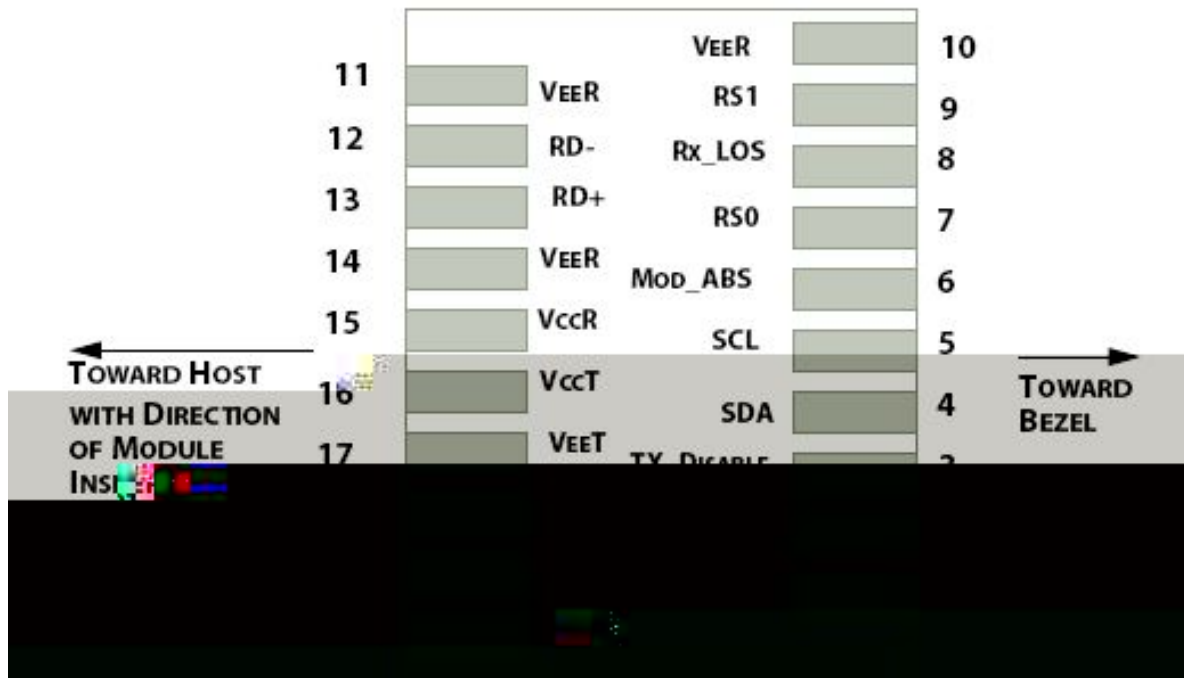 VEER 10
11 VEER
RS1 9
12 RD-
Rx_LOS 8
13 RD+
RS0 7
14 VEER
MOD_ABS 6
15 VCCR
SCL 5
TOWARD HOST
WITH DIRECTION
OF MODULE
16 VCCT
SDA 4
TOWARD
BEZEL
17 VEET
TX_DISABLE